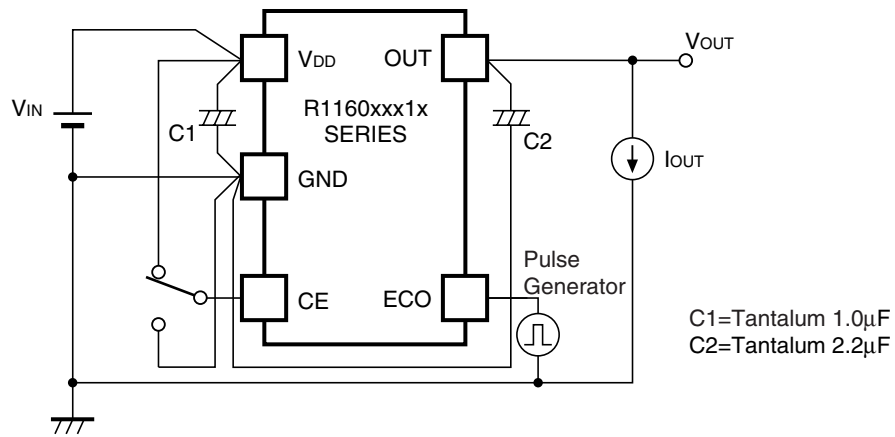 VDD
OUT
VOUT
R1160xxx1x
SERIES
VIN
C1
C2
IOUT
GND
Pulse
Generator
CE
ECO
C1=Tantalum 1.0μF
C2=Tantalum 2.2μF